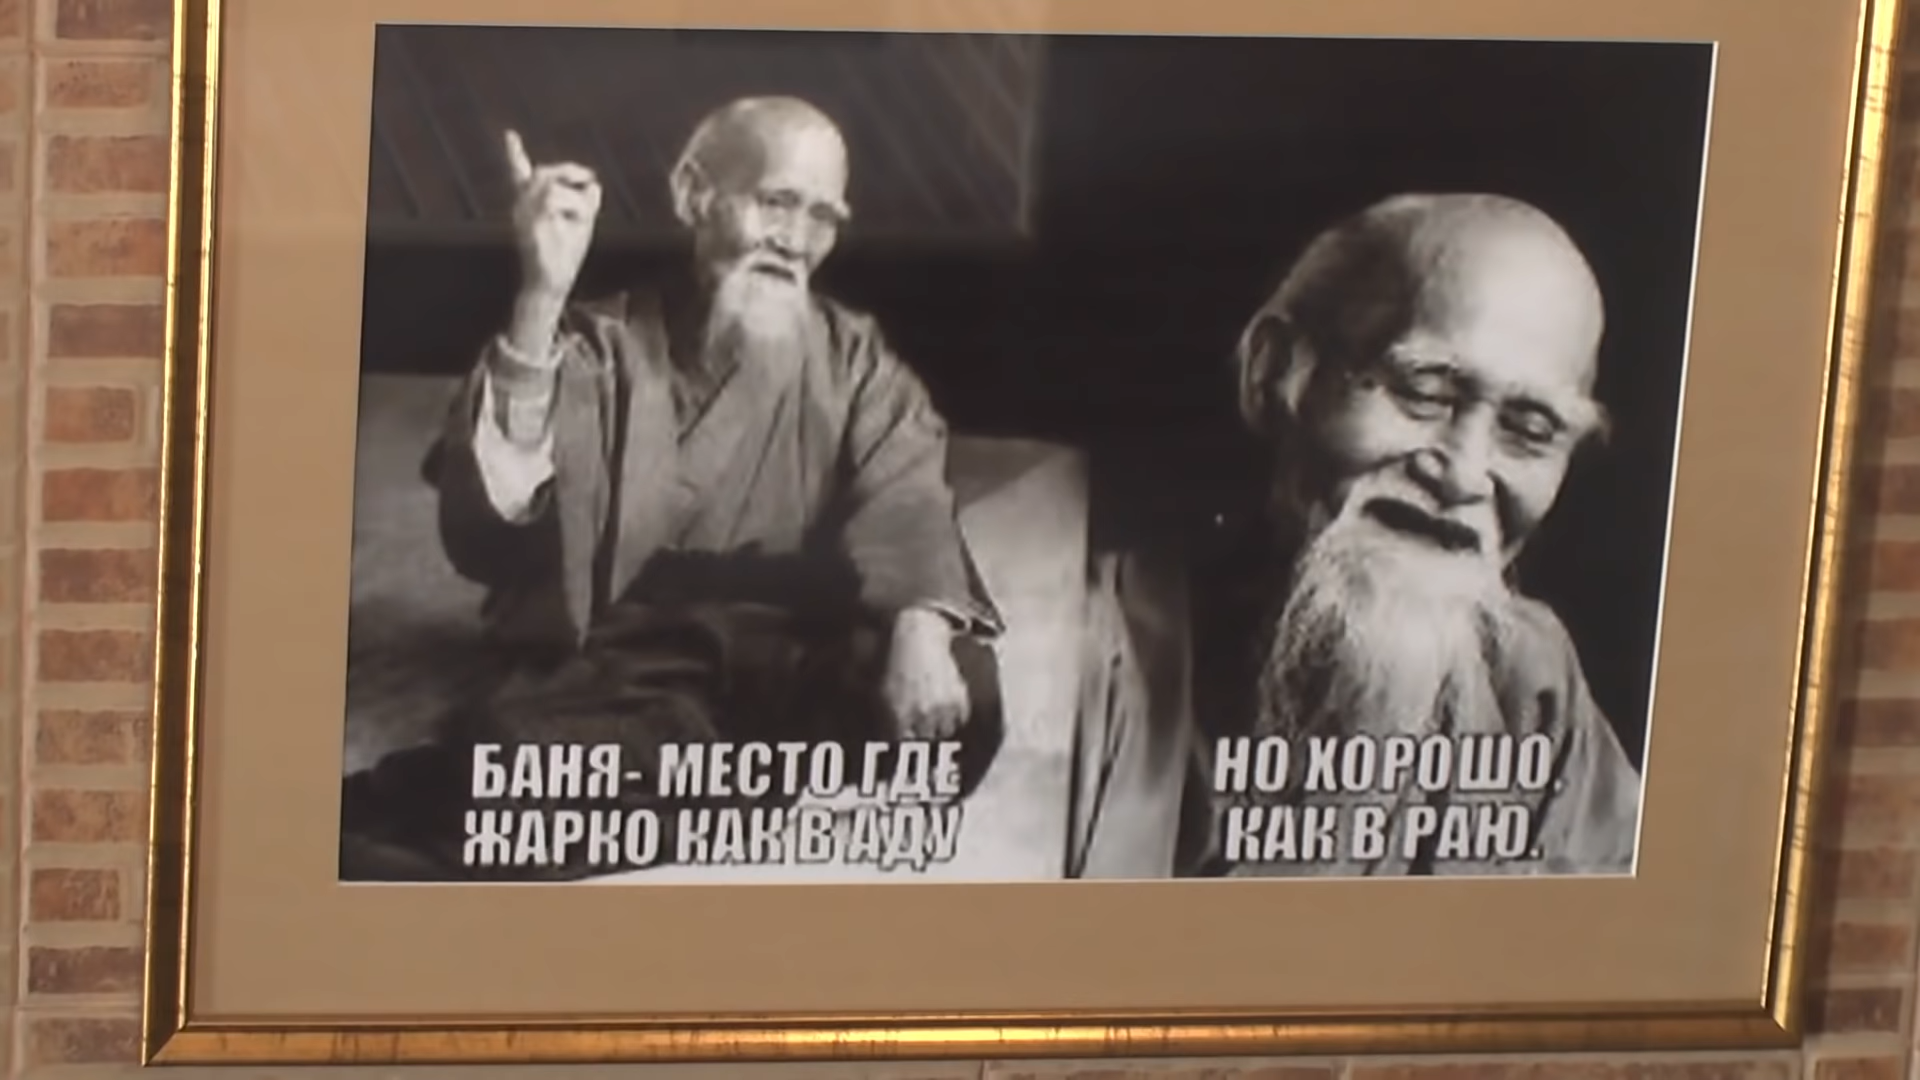 БАНЯ- МЕСТО ГДЕ
ЖАРКО КАК В АДУ
НО ХОРОШО,
КАК В РАЮ.